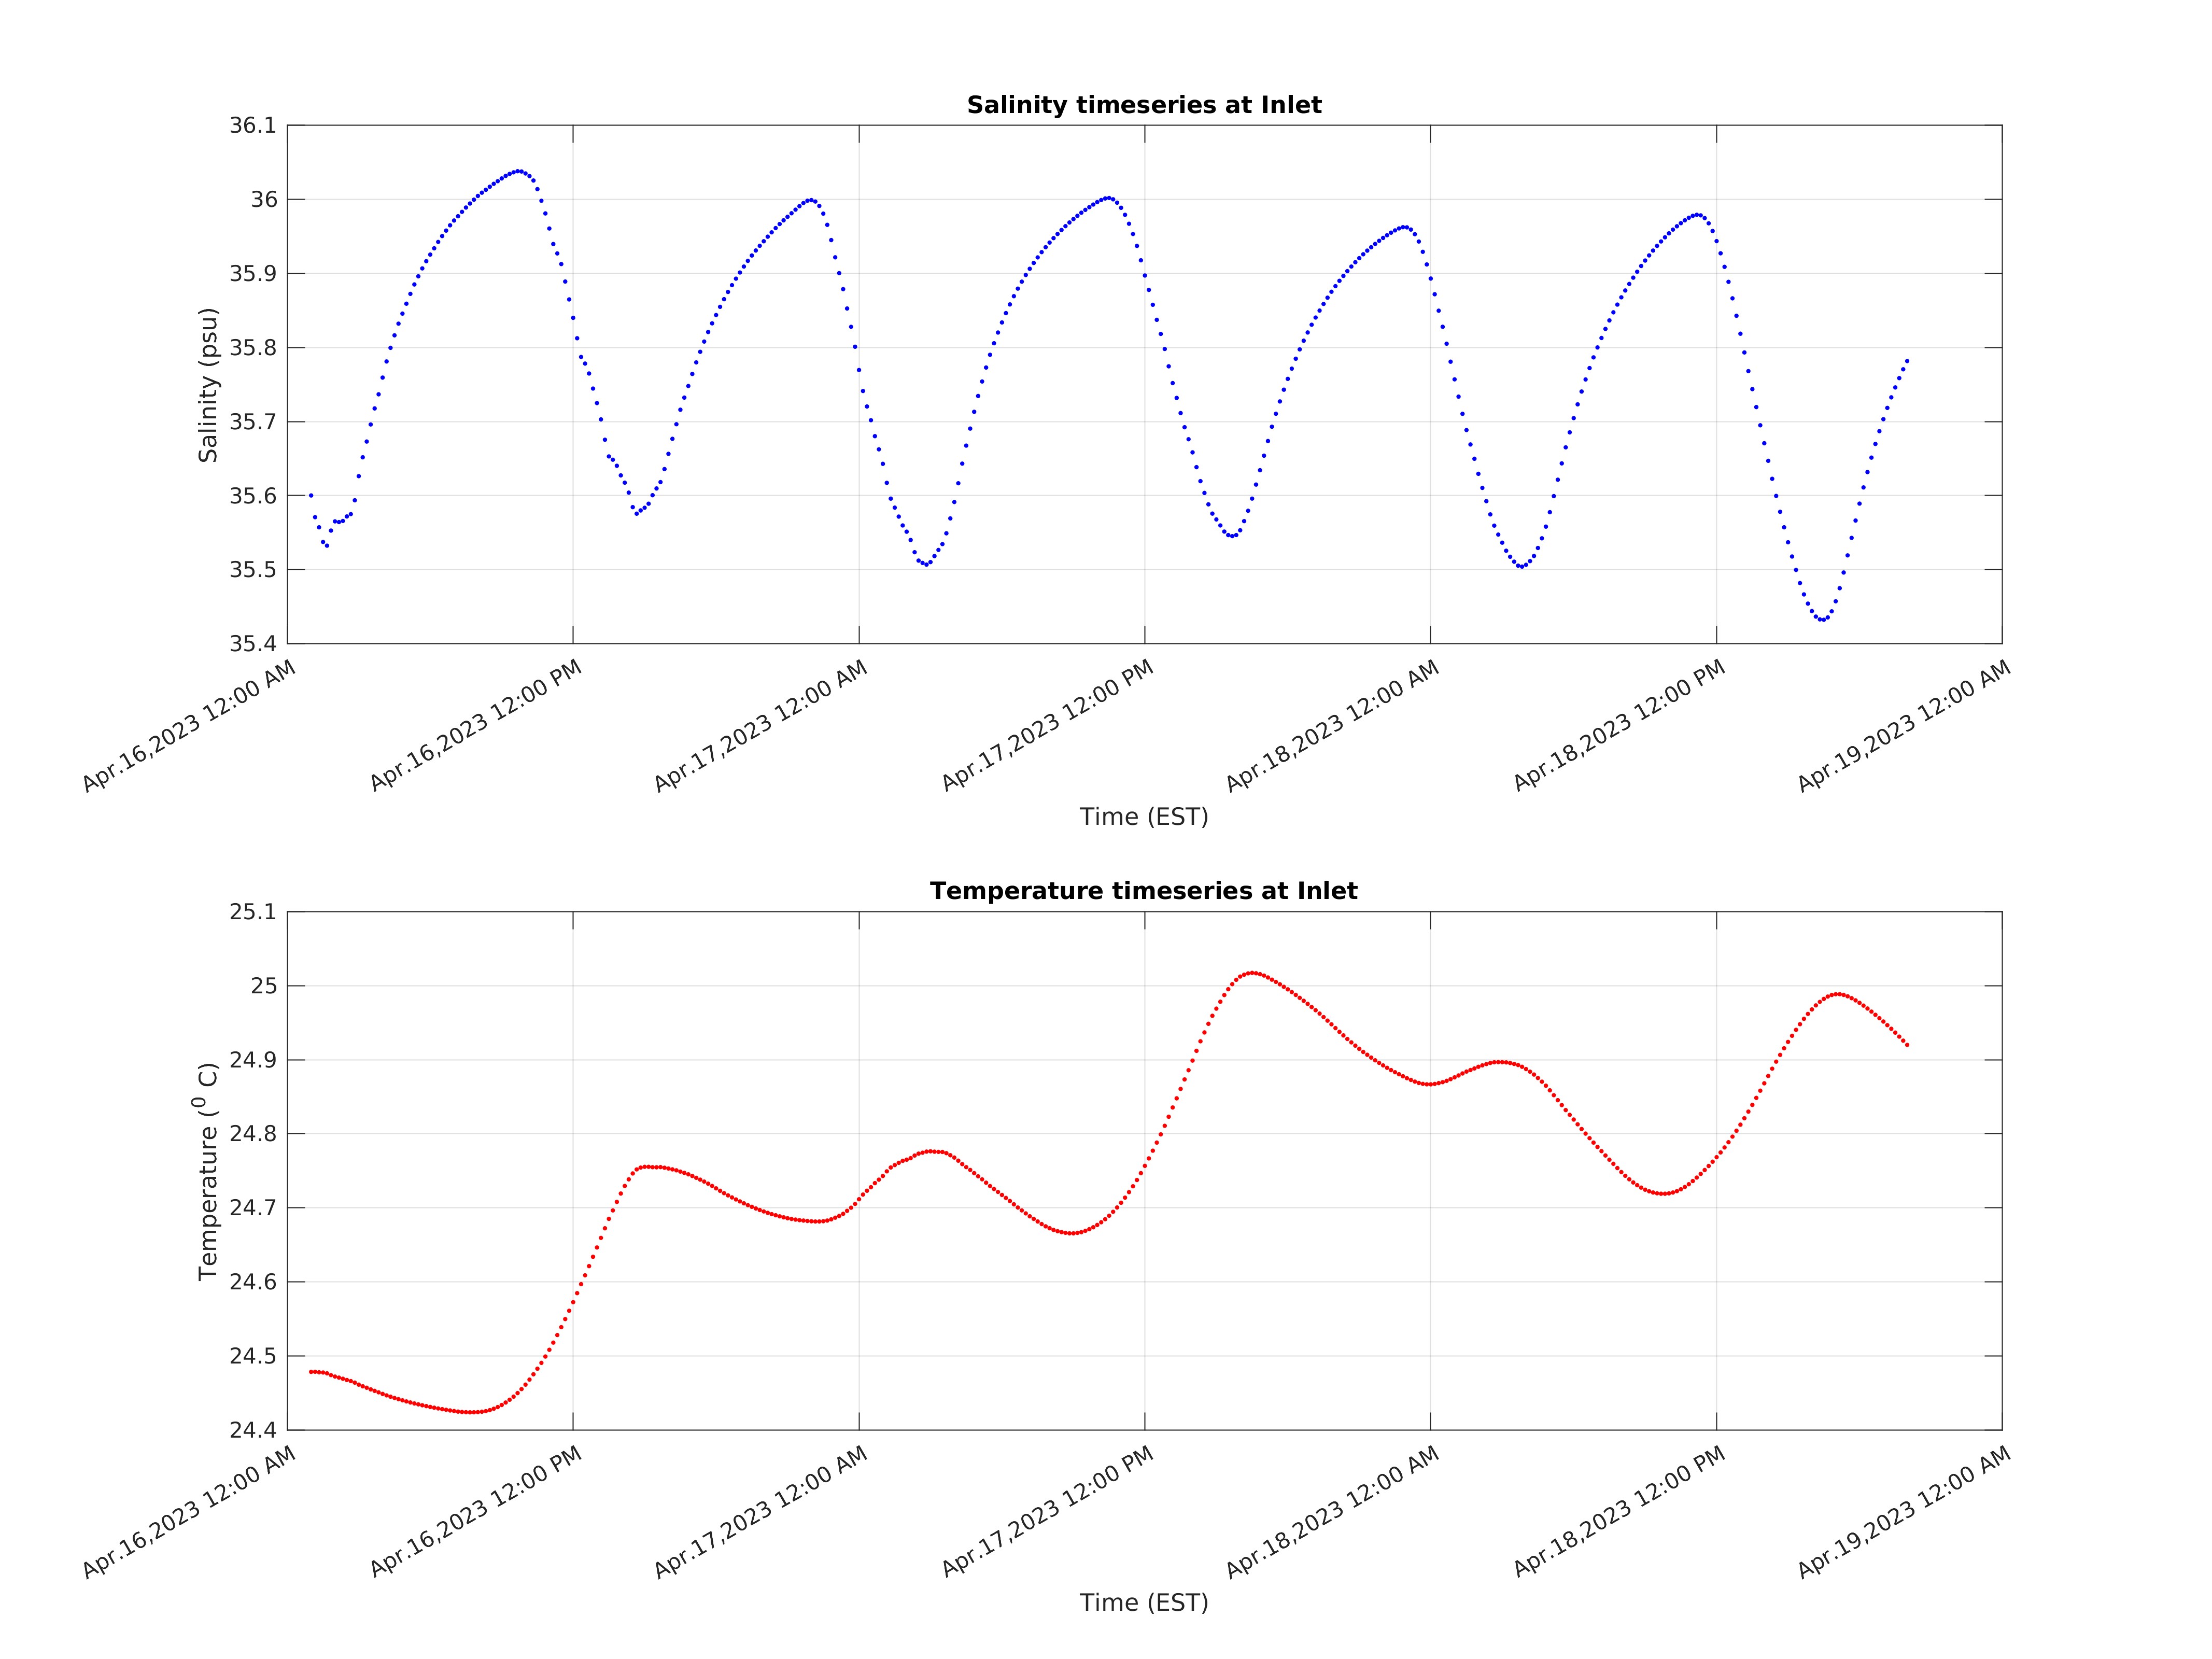 Salinity timeseries at Inlet
36.1
36
35.9
35.8
35.7
35.6
35.5
35.4
Salinity (psu)
Apr.16,2023 12:00 AM
Apr.16,2023 12:00 PM
Apr.17,2023 12:00 AM
Apr.17,2023 12:00 PM
Apr.18,2023 12:00 AM
Apr.18,2023 12:00 PM
Apr.19,2023 12:00 AM
Time (EST)
Temperature timeseries at Inlet
25.1
25
24.9
24.8
24.7
24.6
24.5
24.4
Temperature (⁰ C)
Apr.16,2023 12:00 AM
Apr.16,2023 12:00 PM
Apr.17,2023 12:00 AM
Apr.17,2023 12:00 PM
Apr.18,2023 12:00 AM
Apr.18,2023 12:00 PM
Apr.19,2023 12:00 AM
Time (EST)